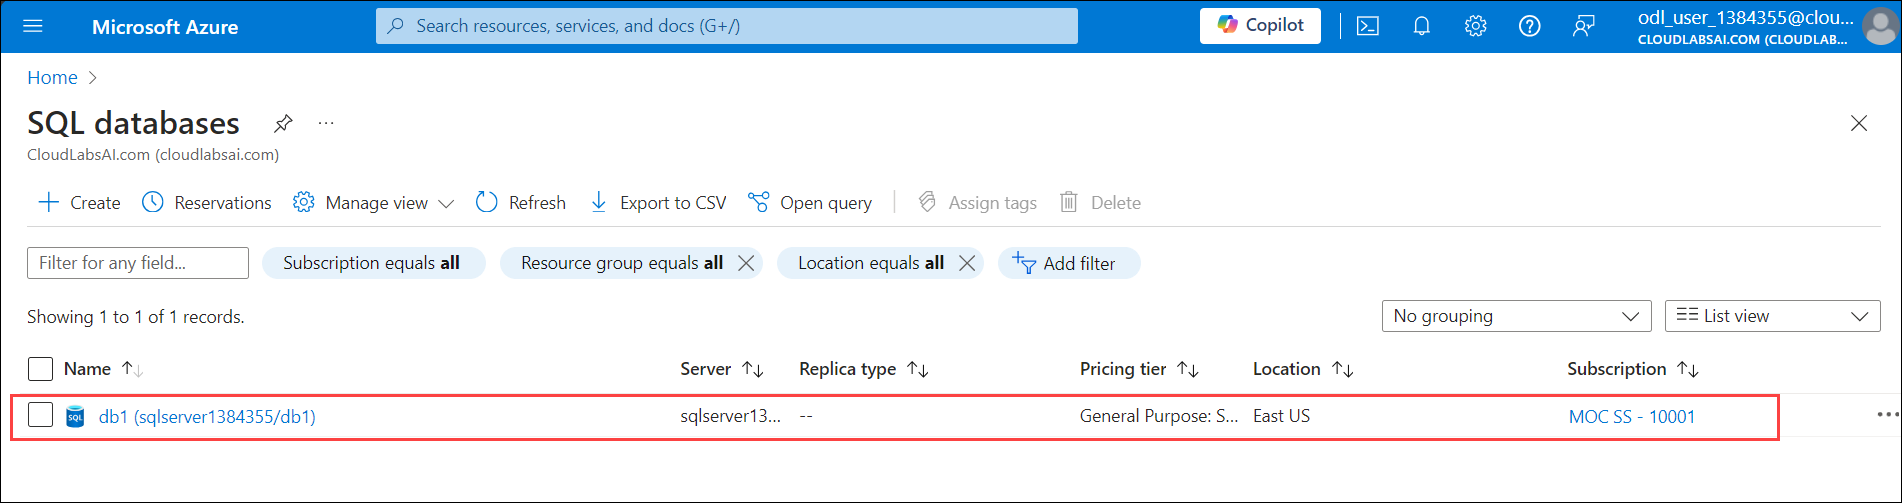 Microsoft Azure Search resources, services, and docs (G+/) Copilot odl_user_1384355@clou...
CLOUDLABSAI.COM (CLOUDLAB...
Home
SQL databases ...
CloudLabsAI.com (cloudlabsai.com)
Create Reservations Manage view Refresh Export to CSV Open query Assign tags Delete
Filter for any field... Subscription equals all Resource group equals all Location equals all Add filter
Showing 1 to 1 of 1 records. No grouping List view
Name Server Replica type Pricing tier Location Subscription
SQL db1 (sqlserver1384355/db1) sqlserver13... -- General Purpose: S... East US MOC SS - 10001 ...